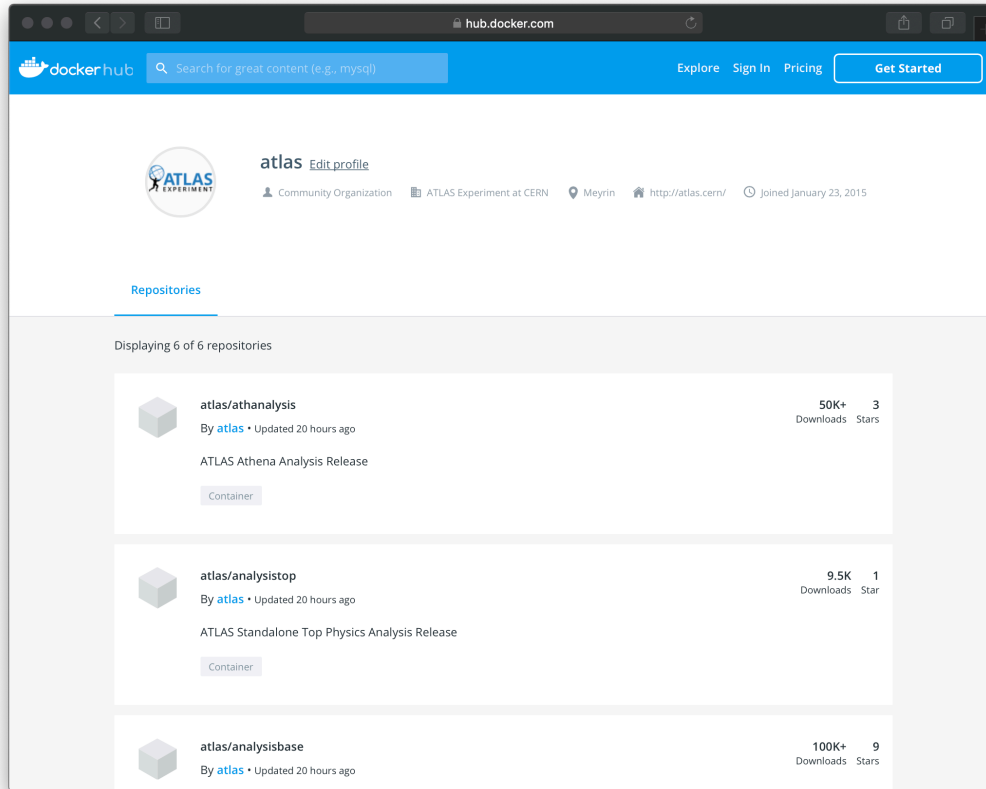 hub.docker.com
dockerhub
Search for great content (e.g., mysql)
Explore Sign In Pricing Get Started
ATLAS
EXPERIMENT
atlas Edit profile
Community Organization ATLAS Experiment at CERN Meyrin http://atlas.cern/ Joined January 23, 2015
Repositories
Displaying 6 of 6 repositories
atlas/athanalysis 50K+ 3
Downloads Stars
By atlas • Updated 20 hours ago
ATLAS Athena Analysis Release
Container
atlas/analysistop 9.5K 1
Downloads Star
By atlas • Updated 20 hours ago
ATLAS Standalone Top Physics Analysis Release
Container
atlas/analysisbase 100K+ 9
Downloads Stars
By atlas • Updated 20 hours ago